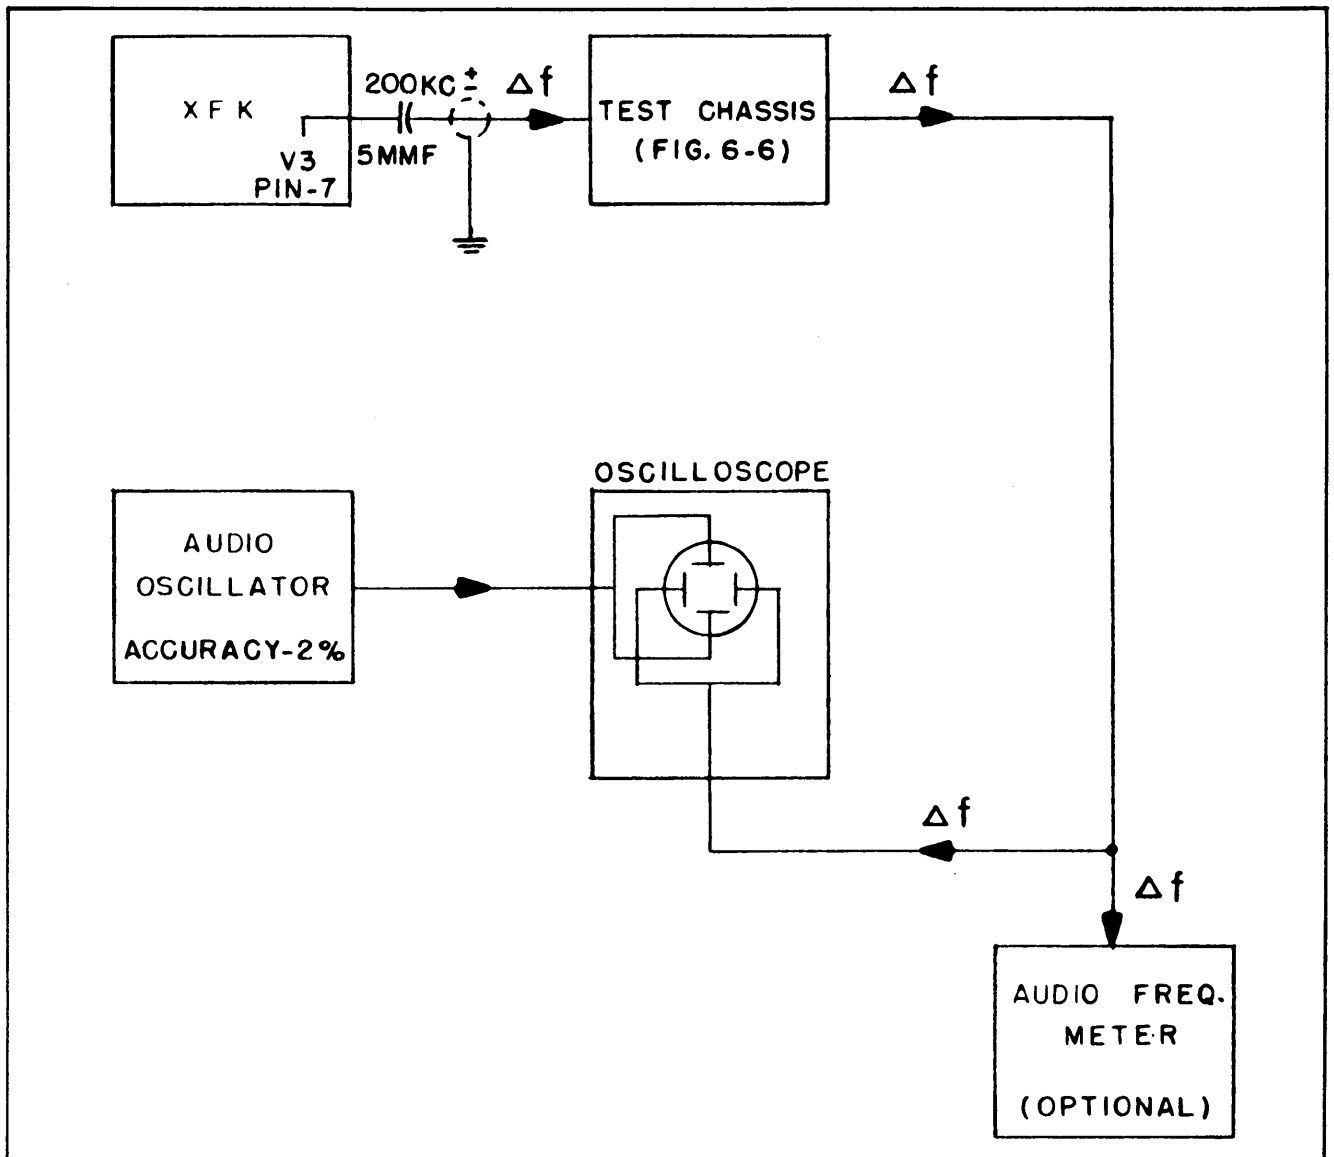 XFK
V3
PIN-7
200KC ±
5MMF
Δf
TEST CHASSIS
(FIG. 6-6)
Δf
OSCILLOSCOPE
AUDIO
OSCILLATOR
ACCURACY-2%
Δf
Δf
AUDIO FREQ.
METER
(OPTIONAL)